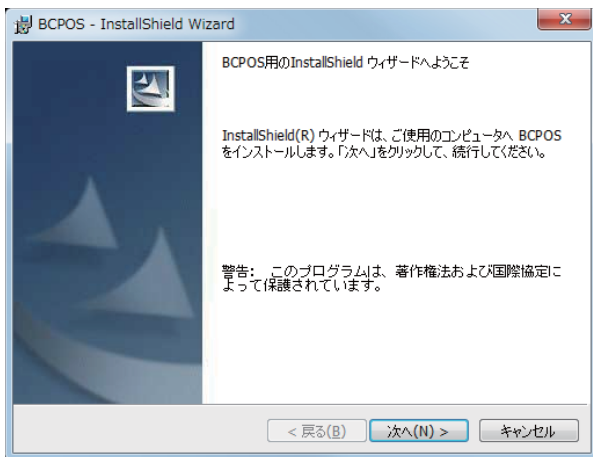 BCPOS - InstallShield Wizard
BCPOS用のInstallShield ウィザードへようこそ
InstallShield(R) ウィザードは、ご使用のコンピュータへ BCPOS
をインストールします。「次へ」をクリックして、続行してください。
警告: このプログラムは、著作権法および国際協定に
よって保護されています。
< 戻る(B) 次へ(N) > キャンセル